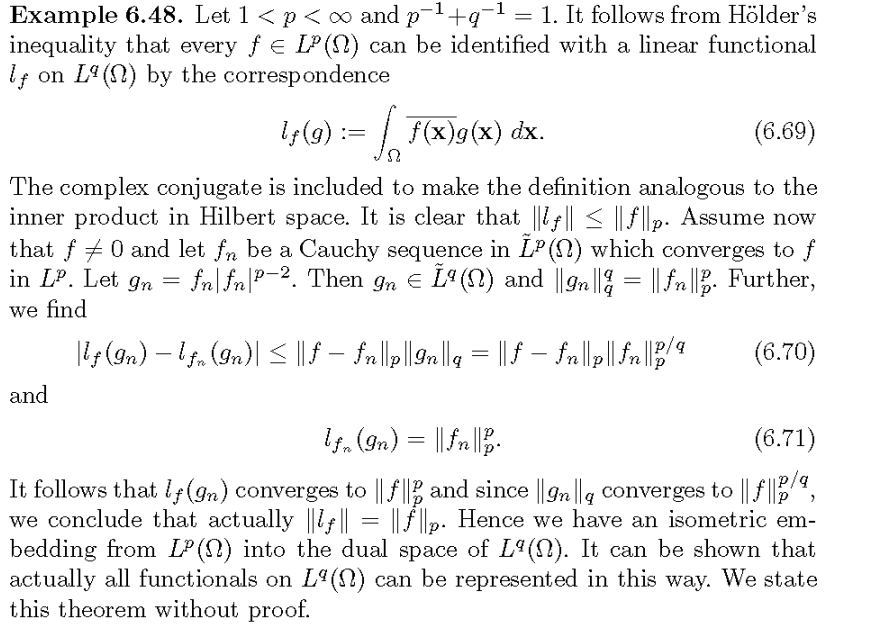 Example 6.48. Let 1 < p < ∞ and p⁻¹+q⁻¹ = 1. It follows from Hölder's
inequality that every f ∈ Lᵖ(Ω) can be identified with a linear functional
l_f on L^q(Ω) by the correspondence
l_f(g) := ∫_Ω \overline{f(x)}g(x) dx. (6.69)
The complex conjugate is included to make the definition analogous to the
inner product in Hilbert space. It is clear that ‖l_f‖ ≤ ‖f‖_p. Assume now
that f ≠ 0 and let f_n be a Cauchy sequence in L̃^p(Ω) which converges to f
in L^p. Let g_n = f_n|f_n|^{p−2}. Then g_n ∈ L̃^q(Ω) and ‖g_n‖_q^q = ‖f_n‖_p^p. Further,
we find
|l_f(g_n) − l_{f_n}(g_n)| ≤ ‖f − f_n‖_p‖g_n‖_q = ‖f − f_n‖_p‖f_n‖_p^{p/q} (6.70)
and
l_{f_n}(g_n) = ‖f_n‖_p^p. (6.71)
It follows that l_f(g_n) converges to ‖f‖_p^p and since ‖g_n‖_q converges to ‖f‖_p^{p/q},
we conclude that actually ‖l_f‖ = ‖f‖_p. Hence we have an isometric em-
bedding from L^p(Ω) into the dual space of L^q(Ω). It can be shown that
actually all functionals on L^q(Ω) can be represented in this way. We state
this theorem without proof.